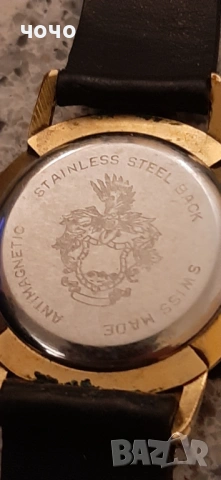 чочо
STAINLESS STEEL BACK
SWISS MADE
ANTIMAGNETIC
BAZAR